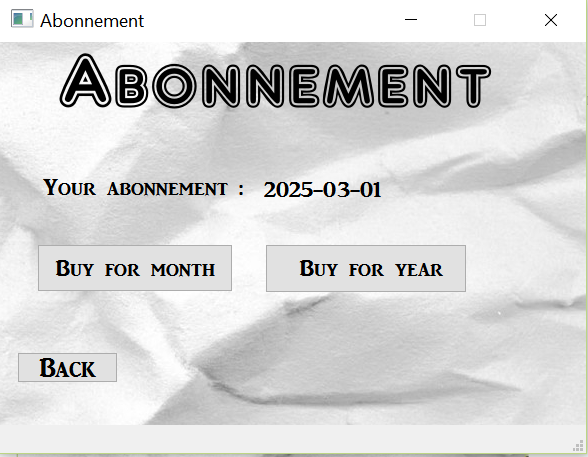 Abonnement
Abonnement
Your abonnement : 2025-03-01
Buy for month Buy for year
Back